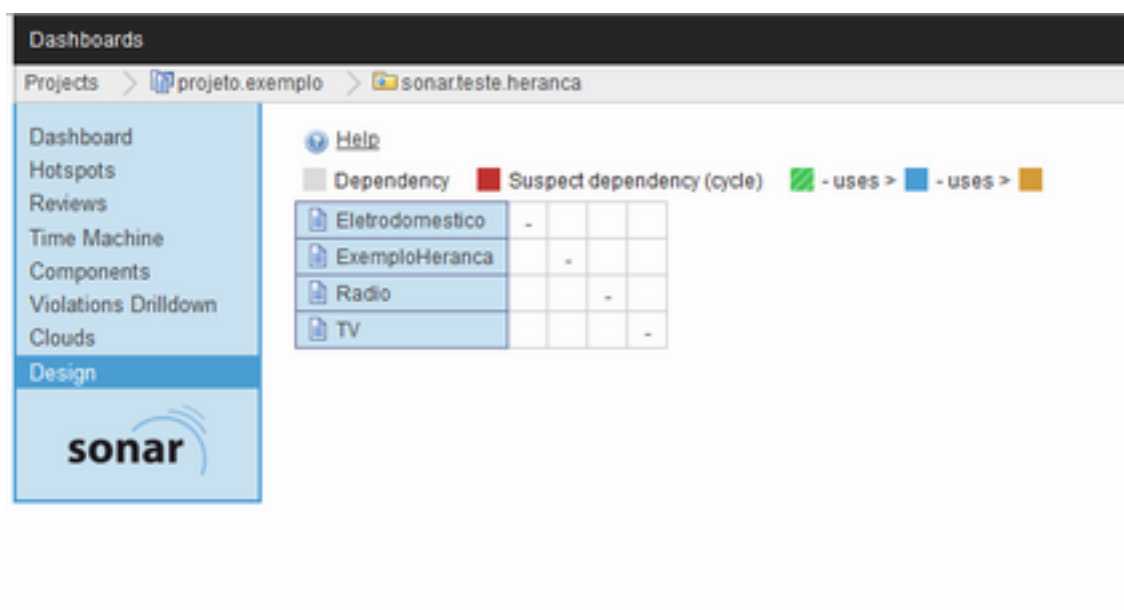 Dashboards
Projects > projeto.exemplo > sonar.teste.heranca
Dashboard
Hotspots
Reviews
Time Machine
Components
Violations Drilldown
Clouds
Design
sonar
Help
Dependency Suspect dependency (cycle) - uses > - uses >
Eletrodomestico -
ExemploHeranca -
Radio -
TV -